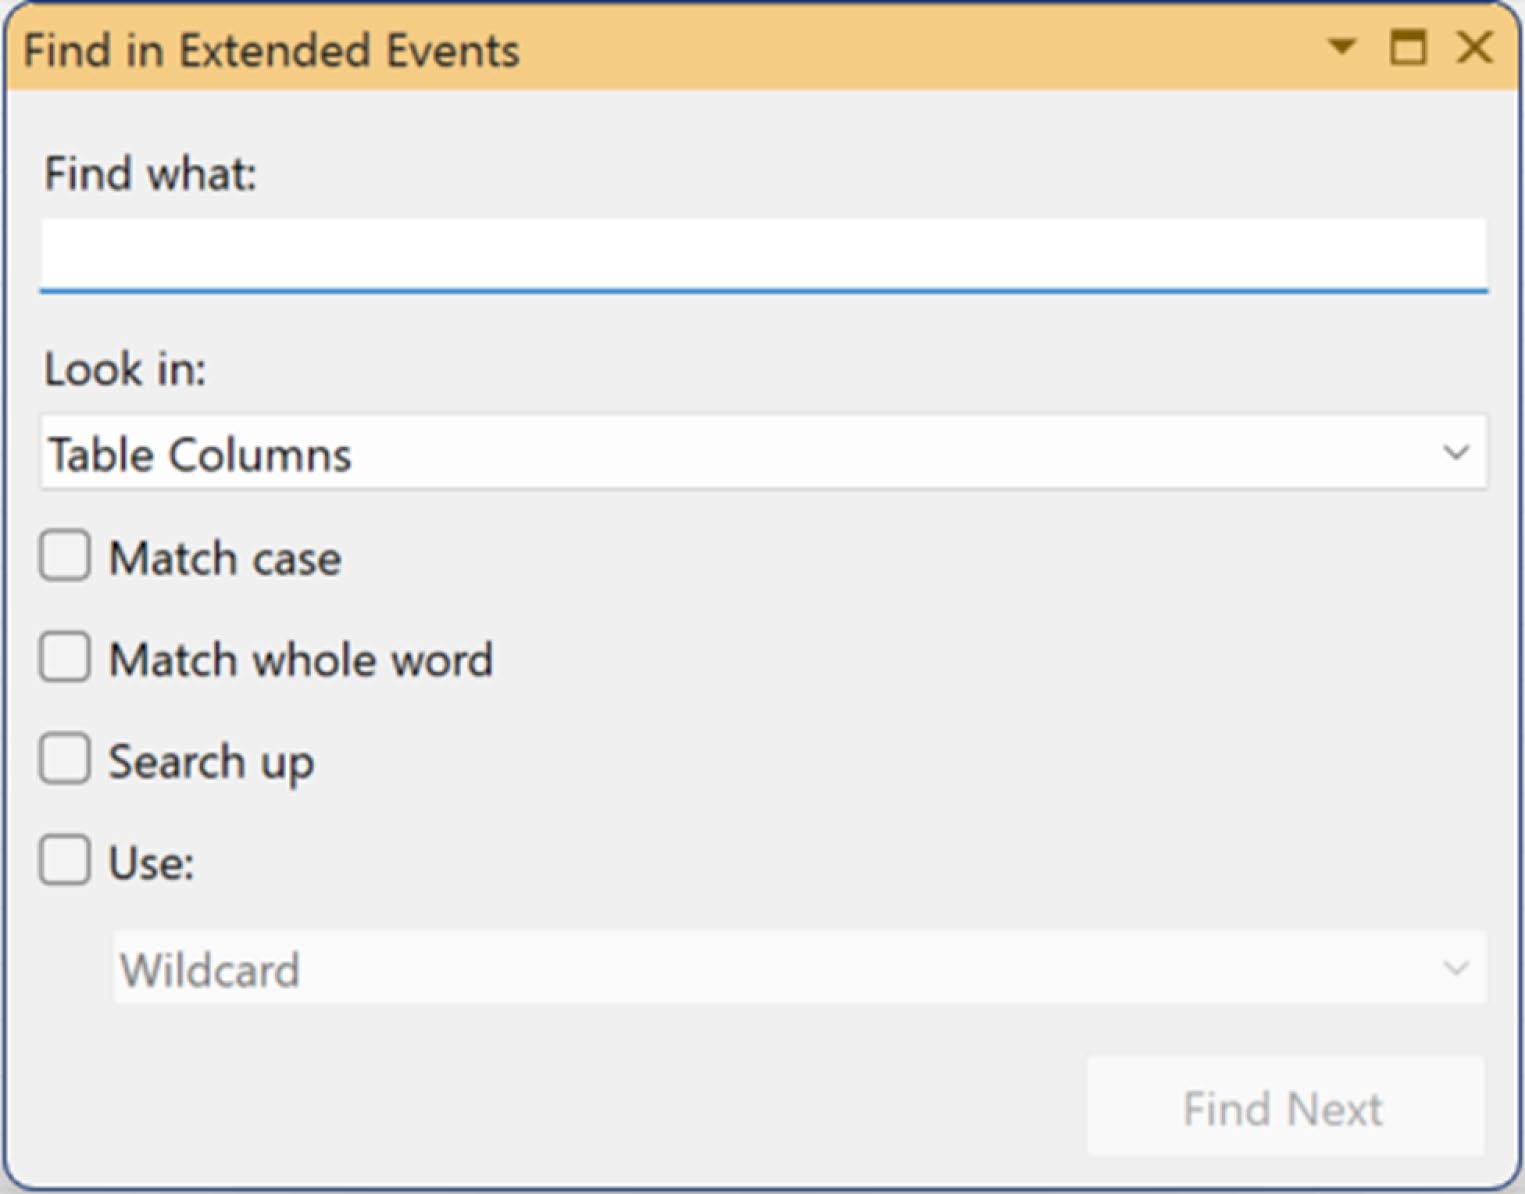 Find in Extended Events
Find what:
Look in:
Table Columns
Match case
Match whole word
Search up
Use:
Wildcard
Find Next